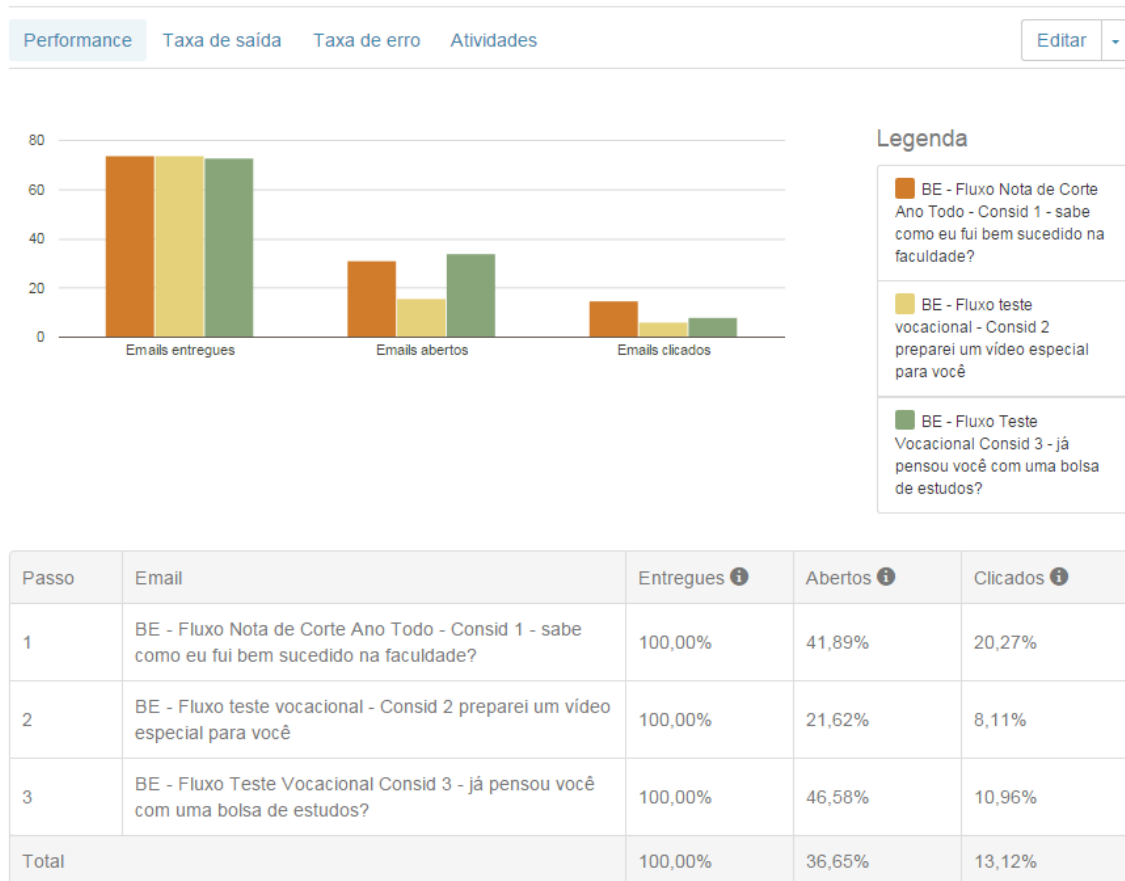 Performance Taxa de saída Taxa de erro Atividades Editar
80
60
40
20
0
Emails entregues Emails abertos Emails clicados
Legenda
BE - Fluxo Nota de Corte
Ano Todo - Consid 1 - sabe
como eu fui bem sucedido na
faculdade?
BE - Fluxo teste
vocacional - Consid 2
preparei um vídeo especial
para você
BE - Fluxo Teste
Vocacional Consid 3 - já
pensou você com uma bolsa
de estudos?
Passo Email Entregues Abertos Clicados
1 BE - Fluxo Nota de Corte Ano Todo - Consid 1 - sabe
como eu fui bem sucedido na faculdade? 100,00% 41,89% 20,27%
2 BE - Fluxo teste vocacional - Consid 2 preparei um vídeo
especial para você 100,00% 21,62% 8,11%
3 BE - Fluxo Teste Vocacional Consid 3 - já pensou você
com uma bolsa de estudos? 100,00% 46,58% 10,96%
Total 100,00% 36,65% 13,12%